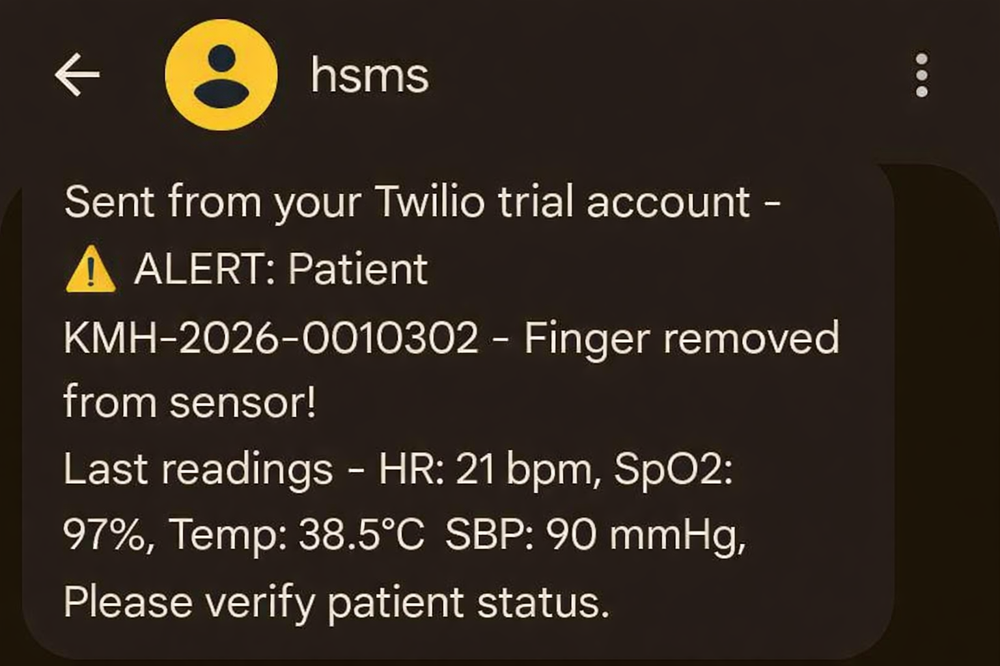 hsms
Sent from your Twilio trial account -
⚠️ ALERT: Patient
KMH-2026-0010302 - Finger removed
from sensor!
Last readings - HR: 21 bpm, SpO2:
97%, Temp: 38.5°C SBP: 90 mmHg,
Please verify patient status.